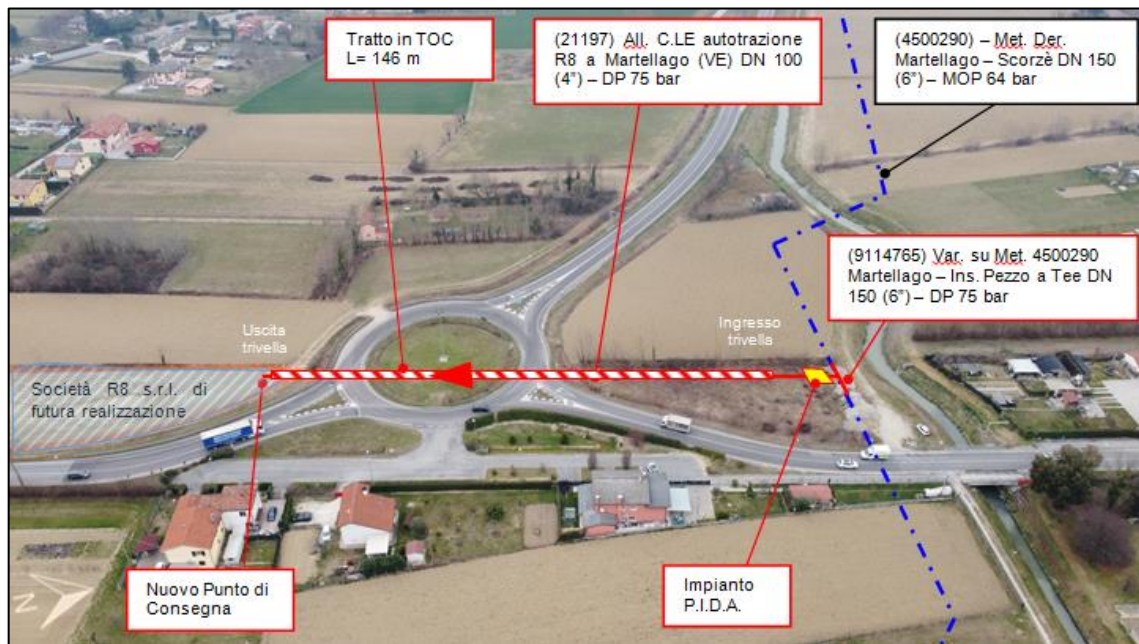 Tratto in TOC
L= 146 m
(21197) All. C.LE autotrazione
R8 a Martellago (VE) DN 100
(4”) – DP 75 bar
(4500290) – Met. Der.
Martellago – Scorzè DN 150
(6”) – MOP 64 bar
(9114765) Var. su Met. 4500290
Martellago – Ins. Pezzo a Tee DN
150 (6”) – DP 75 bar
Uscita
trivella
Ingresso
trivella
Società R8 s.r.l. di
futura realizzazione
Nuovo Punto di
Consegna
Impianto
P.I.D.A.
N